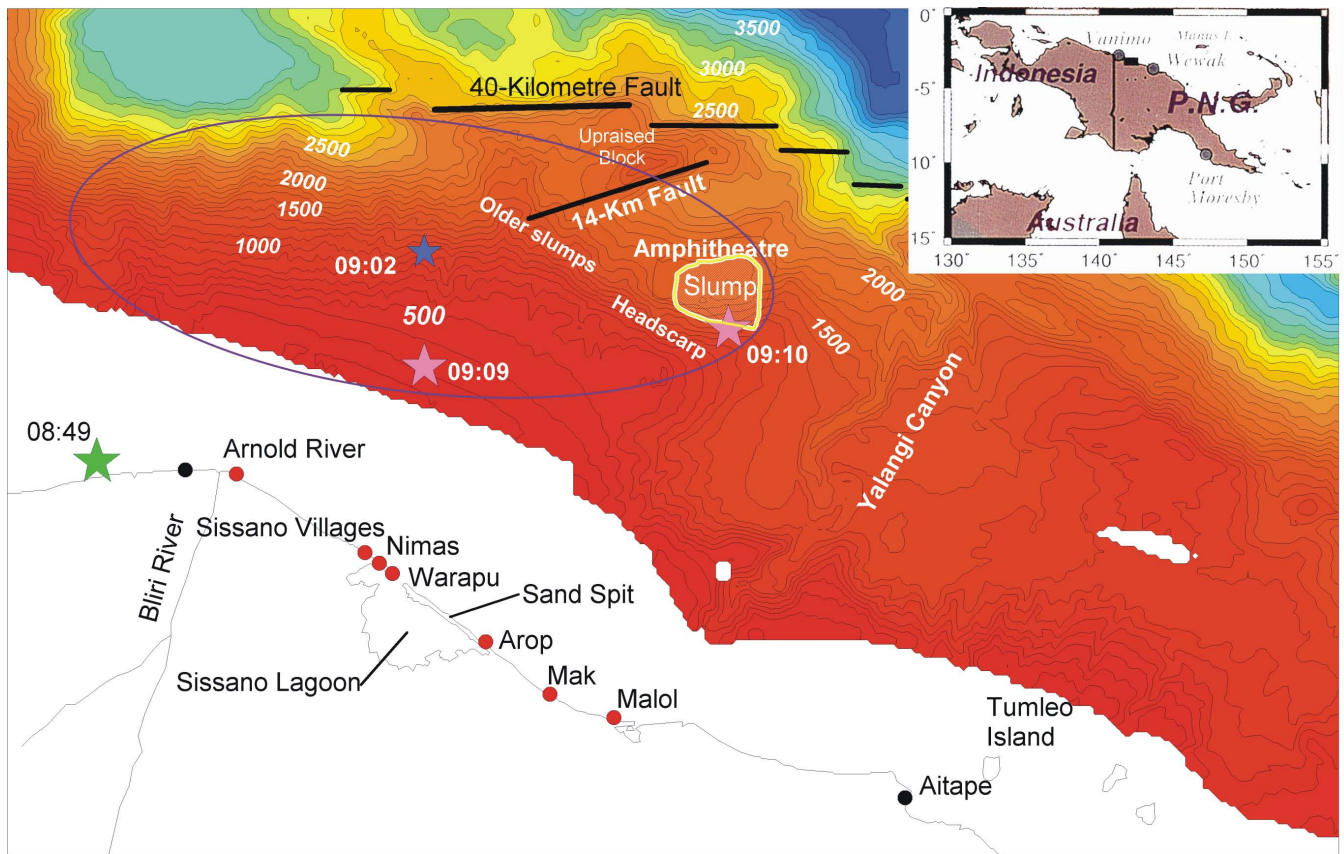 3500
40-Kilometre Fault
3000
2500
Upraised
Block
2500
2000
1500
1000
14-Km Fault
Older slumps
Amphitheatre
Slump
Headscarp
09:02
500
09:09
09:10
2000
1500
Yalangi Canyon
08:49
Arnold River
Bliri River
Sissano Villages
Nimas
Warapu
Sand Spit
Arop
Sissano Lagoon
Mak
Malol
Tumleo
Island
Aitape
0°
5°
10°
15°
Vanimo
Manus I.
Wewak
Indonesia
P.N.G.
Port
Moresby
Australia
130°
135°
140°
145°
150°
155°